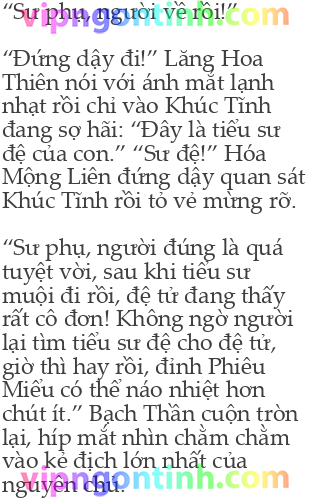 “Sư phụ, người về rồi!”
“Đứng dậy đi!” Lăng Hoa
Thiên nói với ánh mắt lạnh
nhạt rồi chỉ vào Khúc Tĩnh
đang sợ hãi: “Đây là tiểu sư
đệ của con.” “Sư đệ!” Hóa
Mộng Liên đứng dậy quan sát
Khúc Tĩnh rồi tỏ vẻ mừng rỡ.
“Sư phụ, người đúng là quá
tuyệt vời, sau khi tiểu sư
muội đi rồi, đệ tử đang thấy
rất cô đơn! Không ngờ người
lại tìm tiểu sư đệ cho đệ tử,
giờ thì hay rồi, đỉnh Phiêu
Miểu có thể náo nhiệt hơn
chút ít.” Bạch Thần cuộn tròn
lại, híp mắt nhìn chằm chằm
vào kẻ địch lớn nhất của
nguyên chủ.
vipngontinh.com
vipngontinh.com